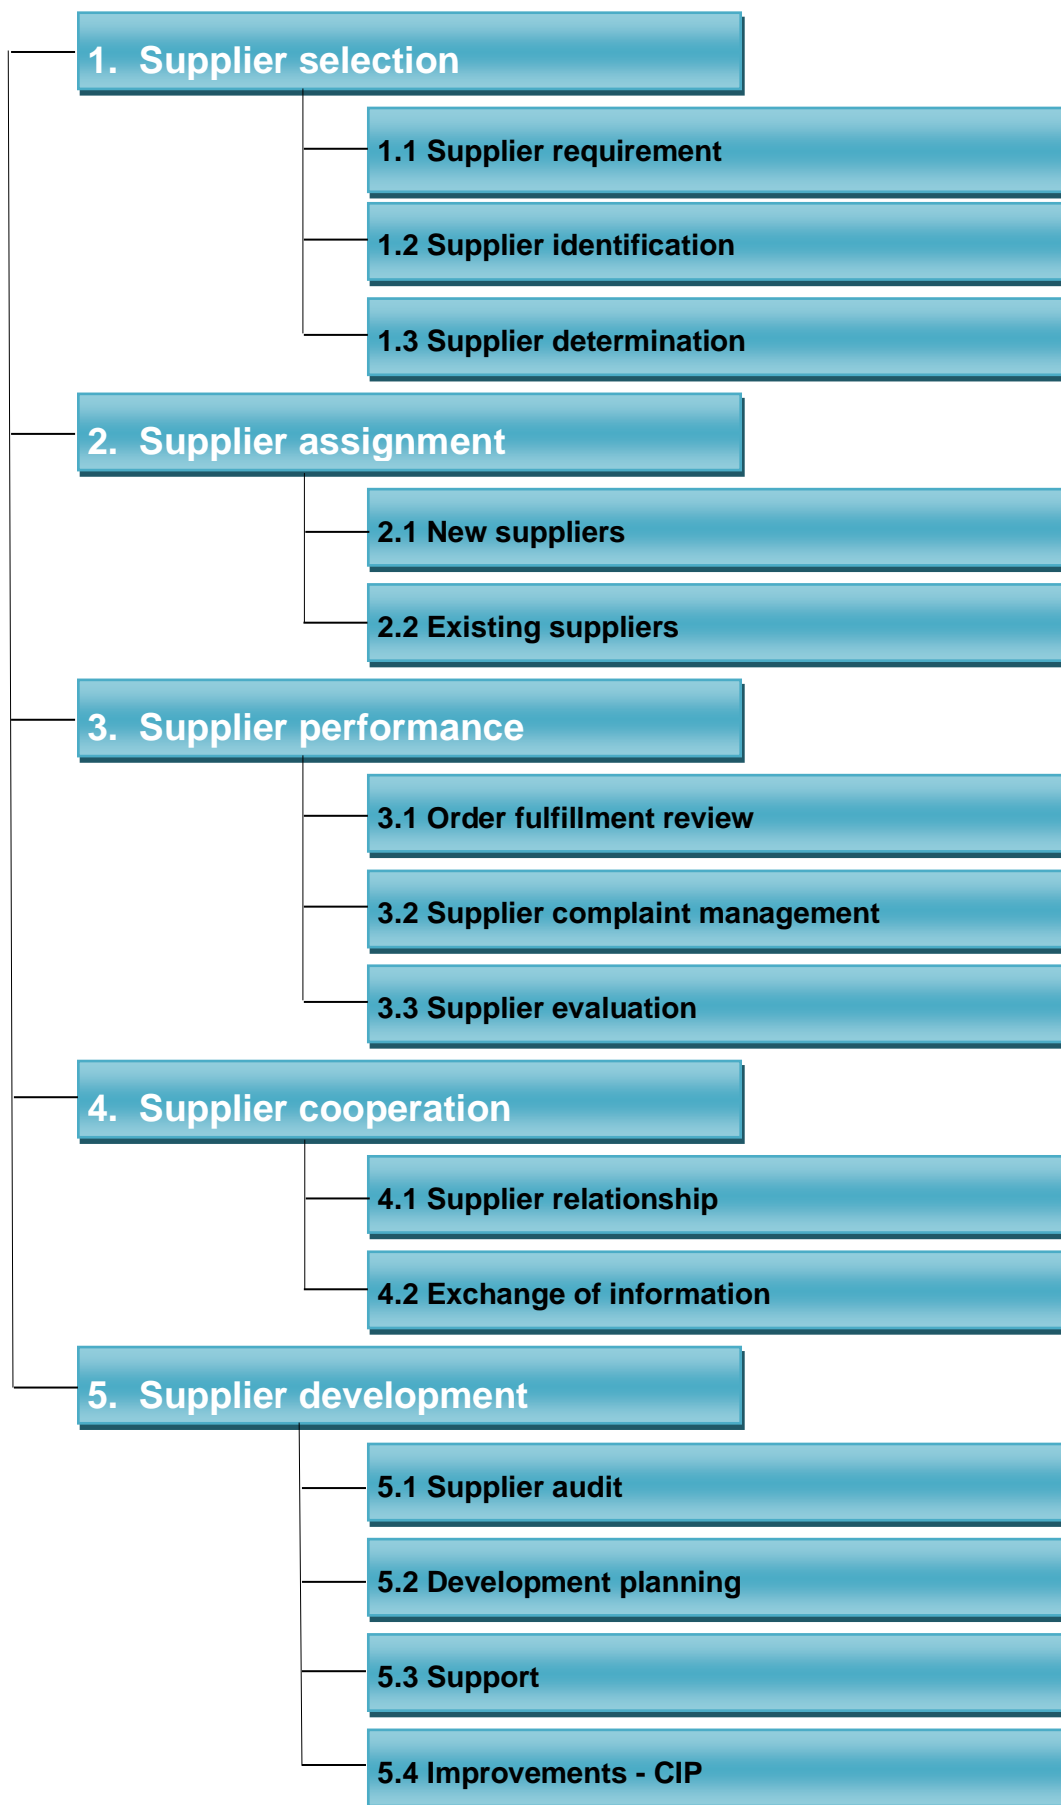 1. Supplier selection
1.1 Supplier requirement
1.2 Supplier identification
1.3 Supplier determination
2. Supplier assignment
2.1 New suppliers
2.2 Existing suppliers
3. Supplier performance
3.1 Order fulfillment review
3.2 Supplier complaint management
3.3 Supplier evaluation
4. Supplier cooperation
4.1 Supplier relationship
4.2 Exchange of information
5. Supplier development
5.1 Supplier audit
5.2 Development planning
5.3 Support
5.4 Improvements - CIP